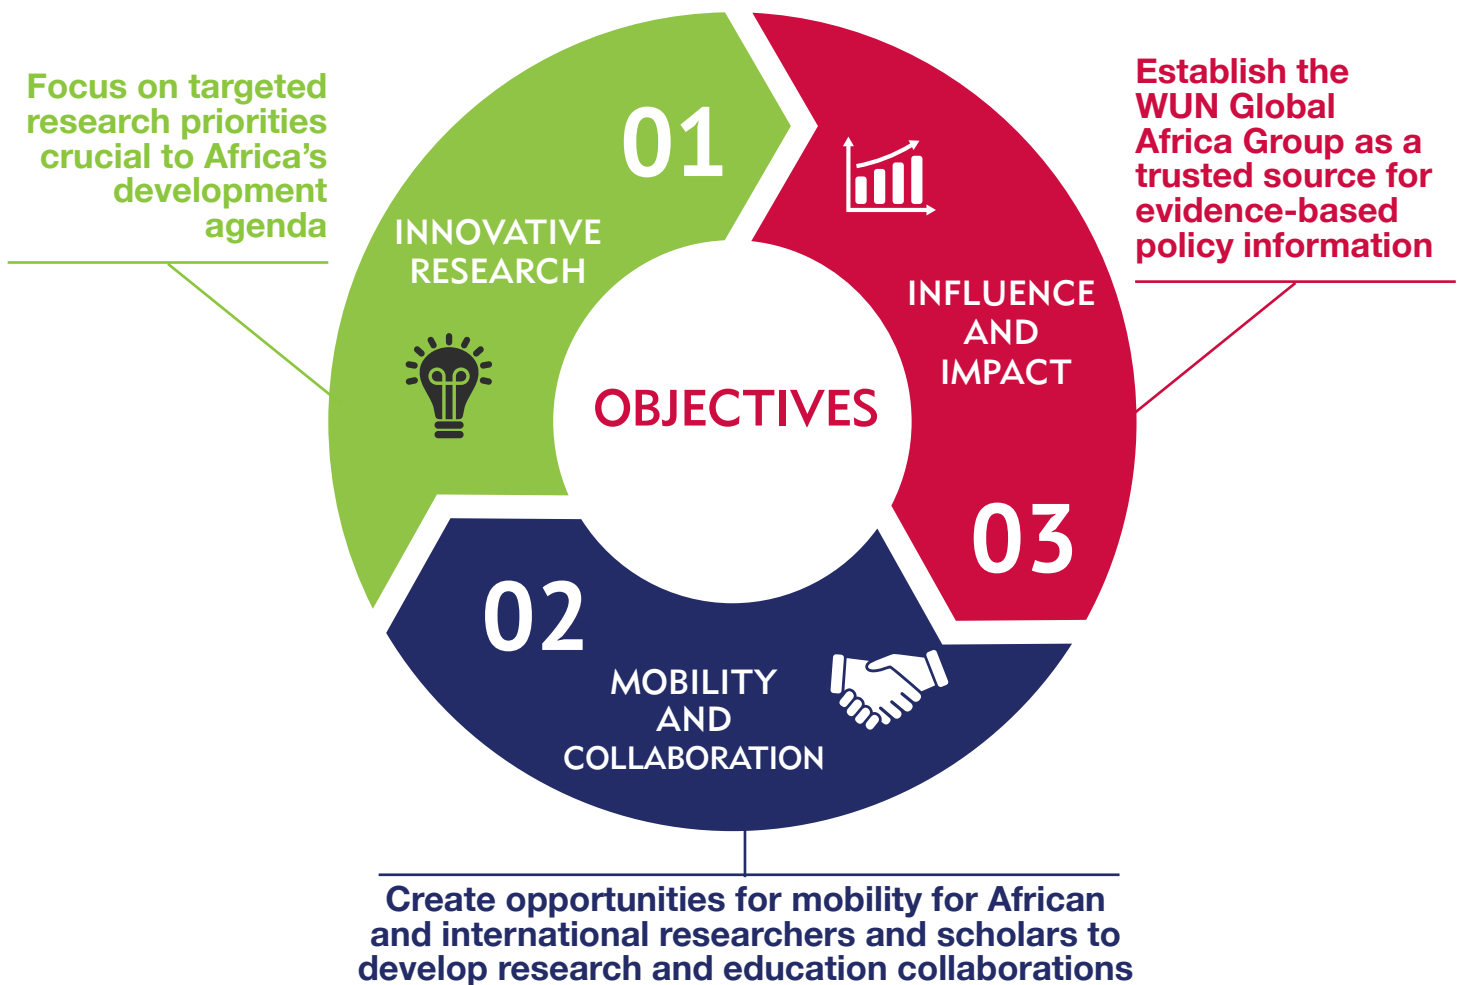 Focus on targeted
research priorities
crucial to Africa’s
development
agenda
01
INNOVATIVE
RESEARCH
Establish the
WUN Global
Africa Group as a
trusted source for
evidence-based
policy information
INFLUENCE
AND
IMPACT
03
OBJECTIVES
02
MOBILITY
AND
COLLABORATION
Create opportunities for mobility for African
and international researchers and scholars to
develop research and education collaborations